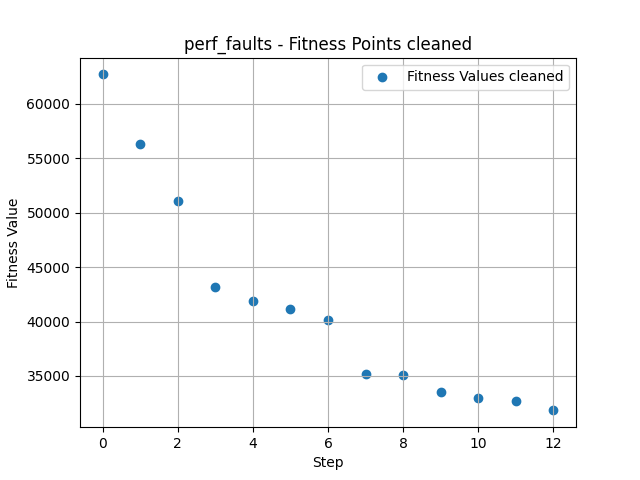 perf_faults - Fitness Points cleaned
Fitness Values cleaned
Fitness Value
60000
55000
50000
45000
40000
35000
0 2 4 6 8 10 12
Step